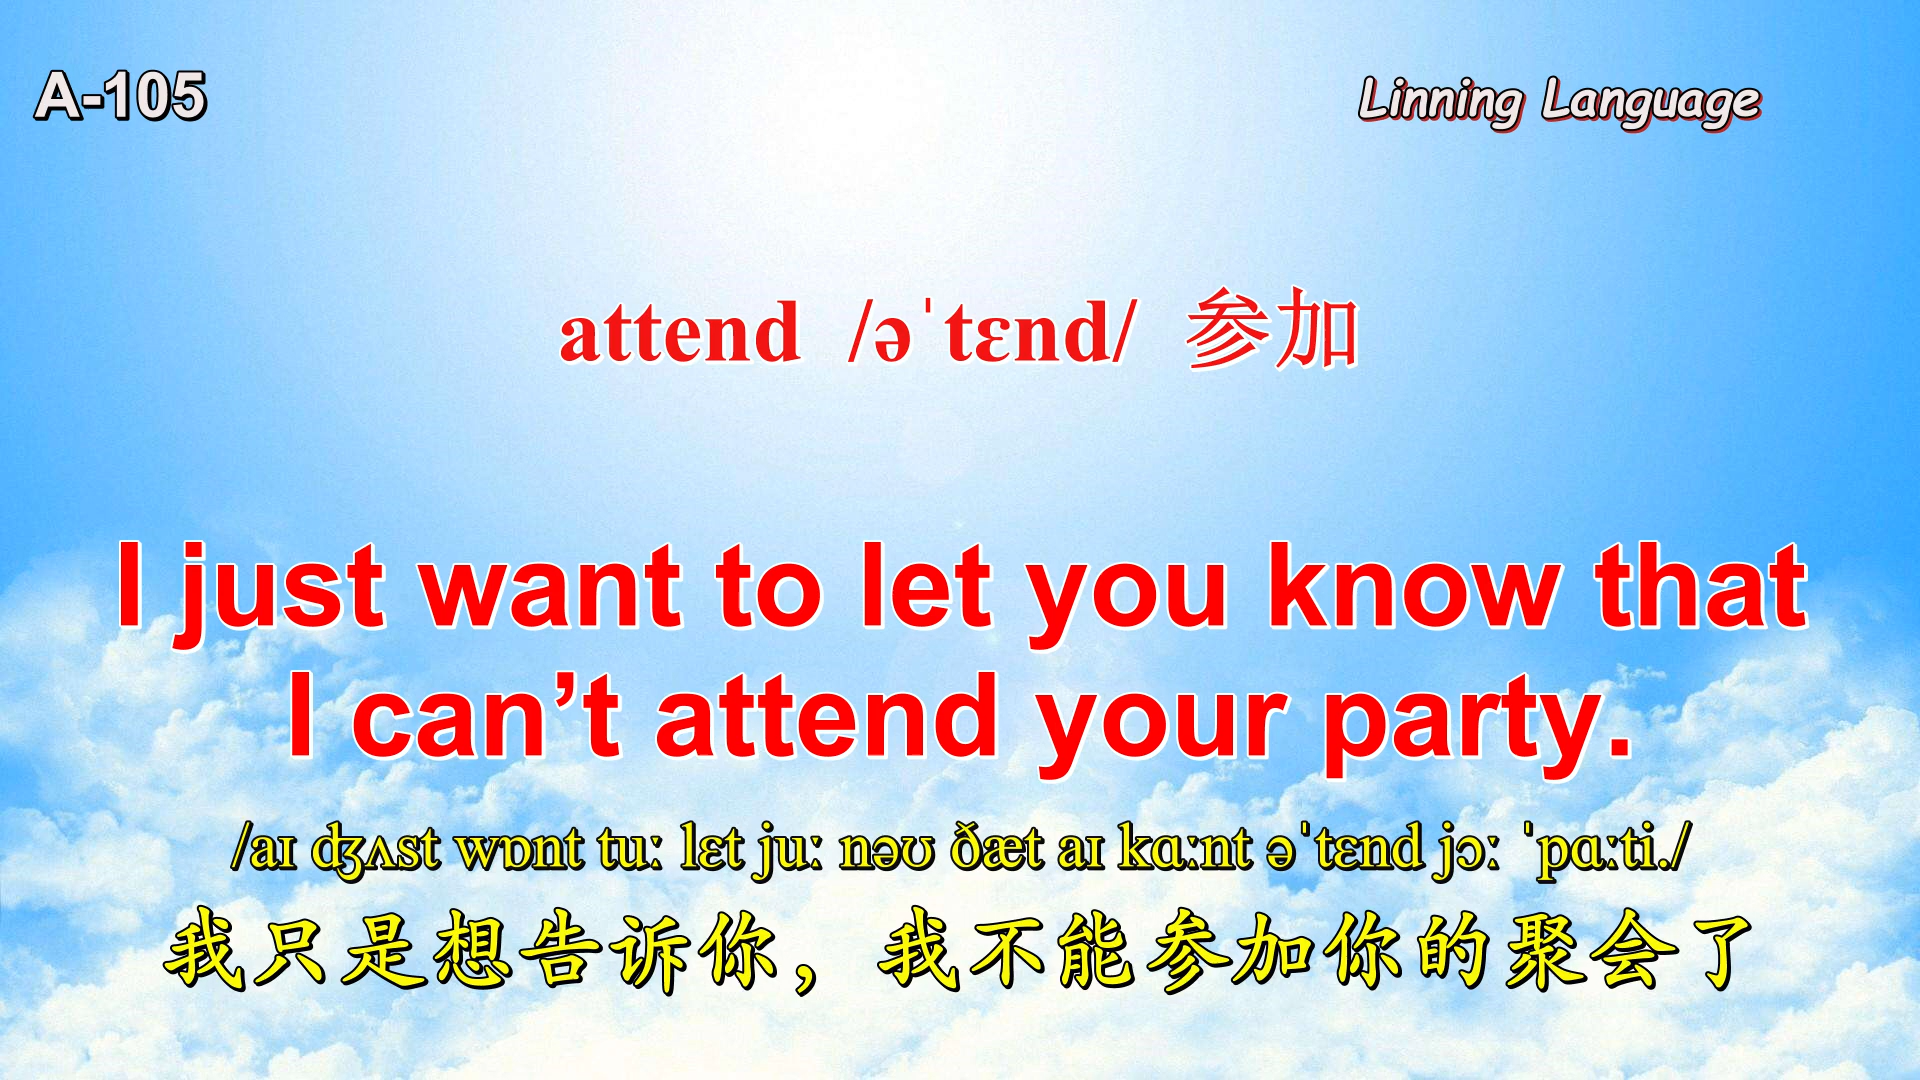 A-105
Linning Language
attend /əˈtɛnd/ 参加
I just want to let you know that
I can’t attend your party.
/aɪ ʤʌst wɒnt tuː lɛt juː nəʊ ðæt aɪ kɑːnt əˈtɛnd jɔː ˈpɑːti./
我只是想告诉你，我不能参加你的聚会了